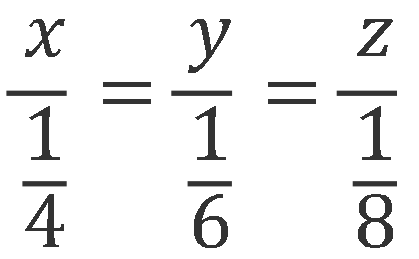 x/(1/4) = y/(1/6) = z/(1/8)